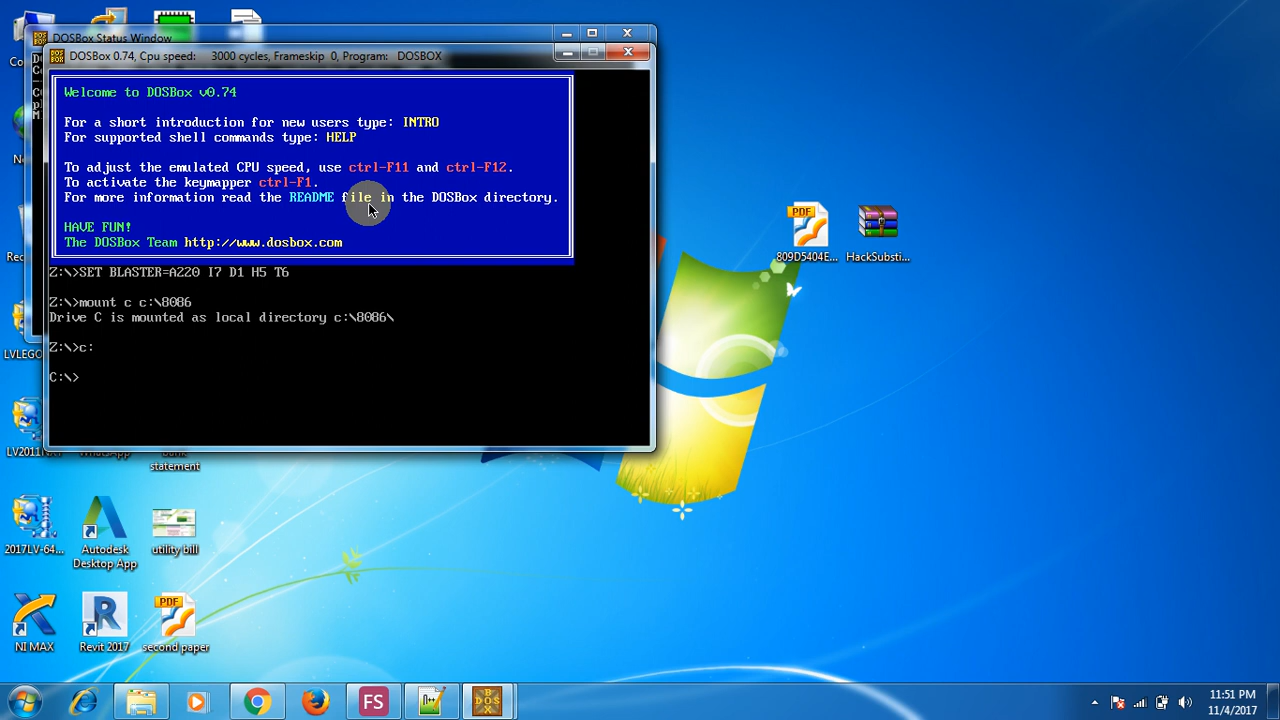 DOSBox Status Window
DOSBox 0.74, Cpu speed: 3000 cycles, Frameskip 0, Program: DOSBOX
Welcome to DOSBox v0.74
For a short introduction for new users type: INTRO
For supported shell commands type: HELP
To adjust the emulated CPU speed, use ctrl-F11 and ctrl-F12.
To activate the keymapper ctrl-F1.
For more information read the README file in the DOSBox directory.
HAVE FUN!
The DOSBox Team http://www.dosbox.com
Z:\>SET BLASTER=A220 I7 D1 H5 T6
Z:\>mount c c:\8086
Drive C is mounted as local directory c:\8086\
Z:\>c:
C:\>
809D5404E...
HackSubsti...
statement
Autodesk
Desktop App
utility bill
NI MAX
Revit 2017
second paper
2017LV-64...
PDF
PDF
FS
11:51 PM
11/4/2017